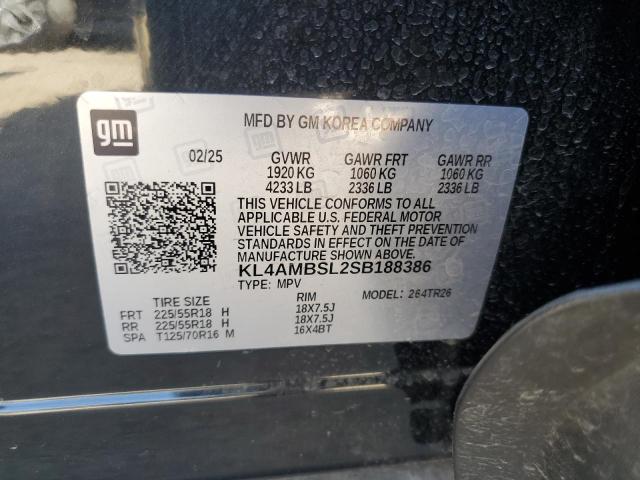 gm
MFD BY GM KOREA COMPANY
02/25 GVWR GAWR FRT GAWR RR
1920 KG 1060 KG 1060 KG
4233 LB 2336 LB 2336 LB
THIS VEHICLE CONFORMS TO ALL
APPLICABLE U.S. FEDERAL MOTOR
VEHICLE SAFETY AND THEFT PREVENTION
STANDARDS IN EFFECT ON THE DATE OF
MANUFACTURE SHOWN ABOVE.
KL4AMBSL2SB188386
TYPE: MPV MODEL: 264TR26
TIRE SIZE RIM
FRT 225/55R18 H 18X7.5J
RR 225/55R18 H 18X7.5J
SPA T125/70R16 M 16X4BT